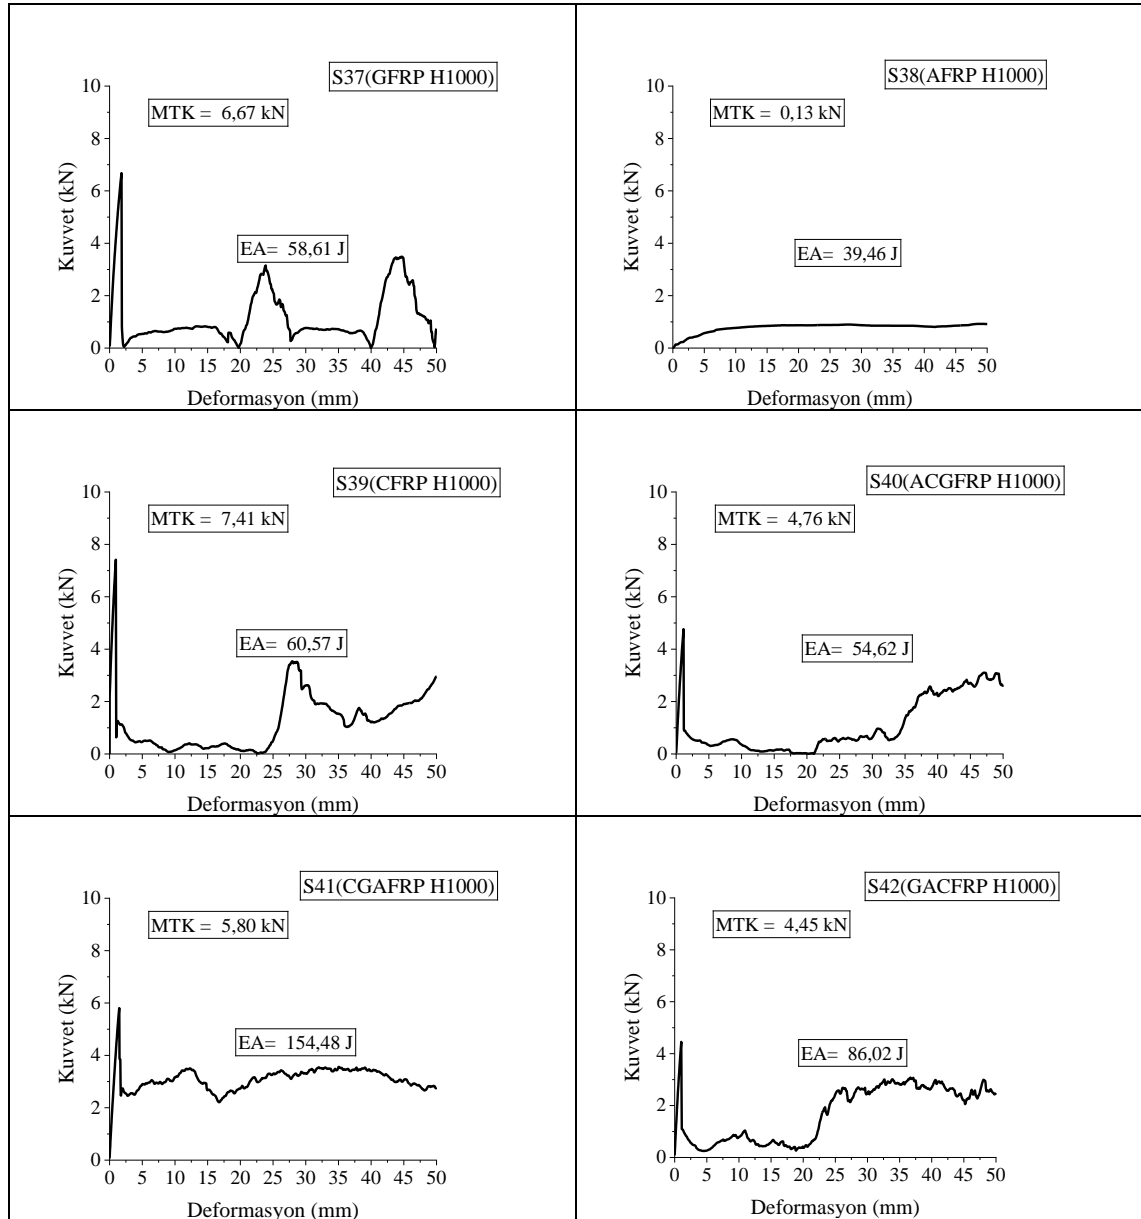 S37(GFRP H1000)
MTK = 6,67 kN
EA= 58,61 J
Kuvvet (kN)
10
8
6
4
2
0
0 5 10 15 20 25 30 35 40 45 50
Deformasyon (mm)
S38(AFRP H1000)
MTK = 0,13 kN
EA= 39,46 J
Kuvvet (kN)
10
8
6
4
2
0
0 5 10 15 20 25 30 35 40 45 50
Deformasyon (mm)
S39(CFRP H1000)
MTK = 7,41 kN
EA= 60,57 J
Kuvvet (kN)
10
8
6
4
2
0
0 5 10 15 20 25 30 35 40 45 50
Deformasyon (mm)
S40(ACGFRP H1000)
MTK = 4,76 kN
EA= 54,62 J
Kuvvet (kN)
10
8
6
4
2
0
0 5 10 15 20 25 30 35 40 45 50
Deformasyon (mm)
S41(CGAFRP H1000)
MTK = 5,80 kN
EA= 154,48 J
Kuvvet (kN)
10
8
6
4
2
0
0 5 10 15 20 25 30 35 40 45 50
Deformasyon (mm)
S42(GACFRP H1000)
MTK = 4,45 kN
EA= 86,02 J
Kuvvet (kN)
10
8
6
4
2
0
0 5 10 15 20 25 30 35 40 45 50
Deformasyon (mm)